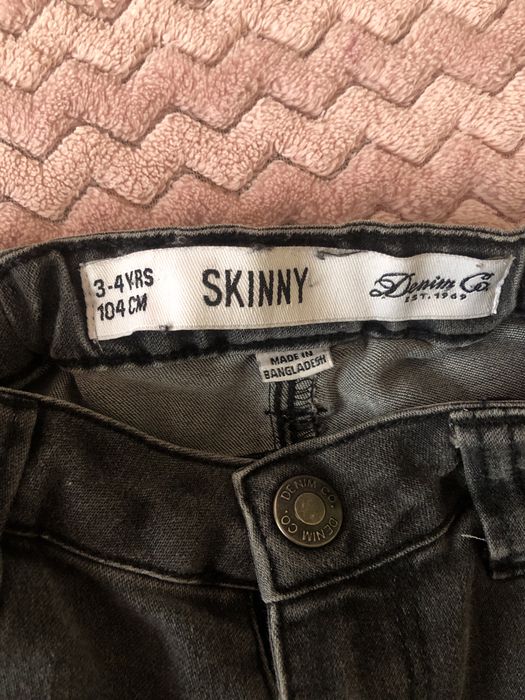 3-4YRS
104CM
SKINNY
Denim Co.
EST. 1969
MADE IN
BANGLADESH
DENIM CO.
DENIM CO.